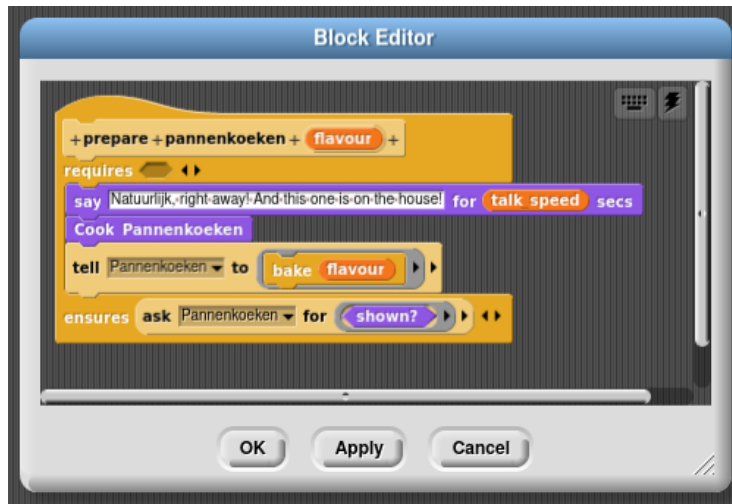 Block Editor
+prepare+pannenkoeken+ flavour +
requires
say Natuurlijk, right away! And this one is on the house! for talk speed secs
Cook Pannenkoeken
tell Pannenkoeken to bake flavour
ensures ask Pannenkoeken for shown?
OK Apply Cancel